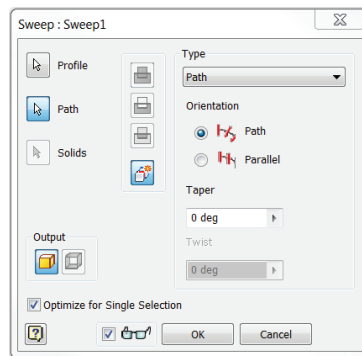 Sweep : Sweep1
Profile
Path
Solids
Output
Type
Path
Orientation
Path
Parallel
Taper
0 deg
Twist
0 deg
Optimize for Single Selection
OK
Cancel